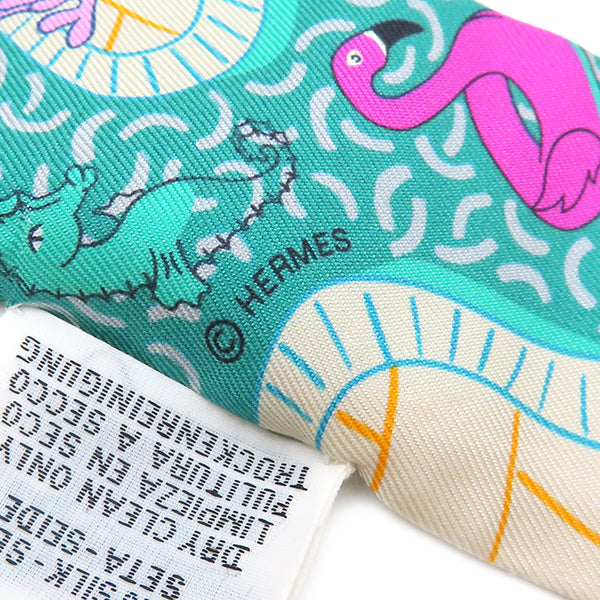 © HERMES
TROCKENREINIGUNG
PULITURA A SECCO
LIMPIEZA EN SECO
DRY CLEAN ONLY
SETA-SEIDE